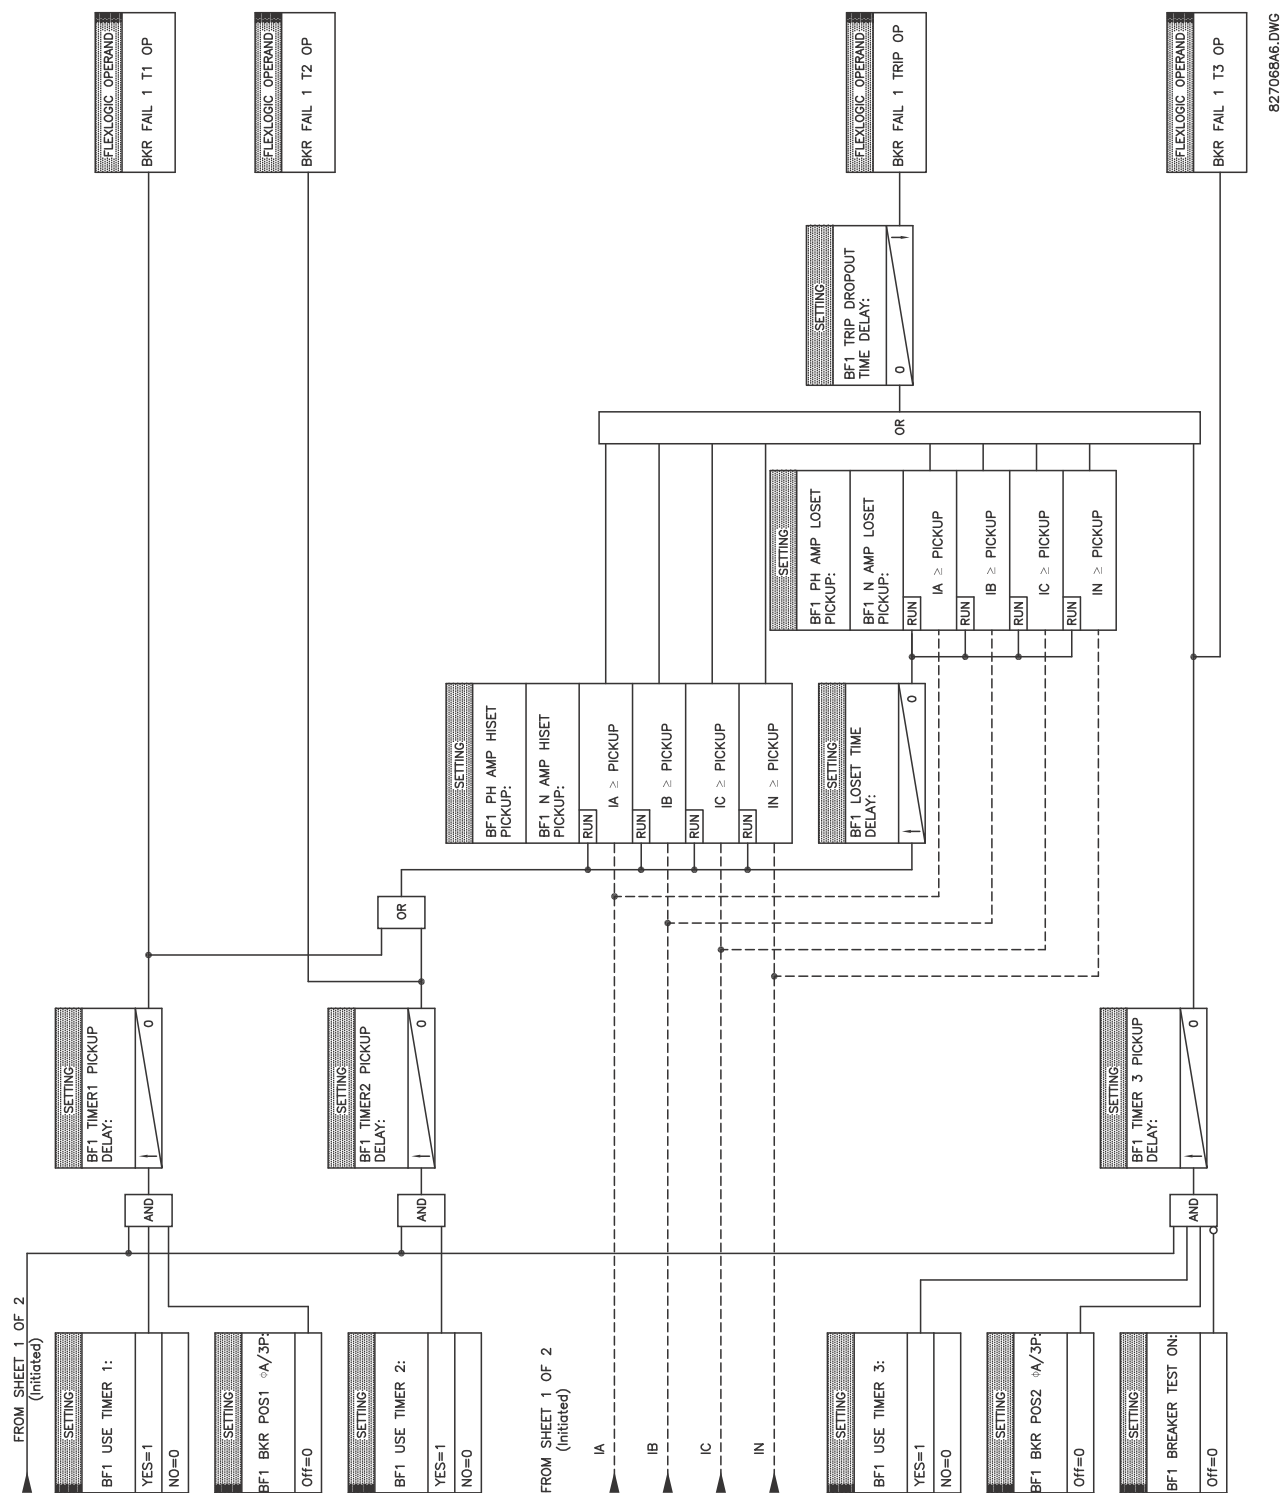 FROM SHEET 1 OF 2
(Initiated)
SETTING
BF1 USE TIMER 1:
YES=1
NO=0
SETTING
BF1 BKR POS1 ΦA/3P:
Off=0
SETTING
BF1 USE TIMER 2:
YES=1
NO=0
FROM SHEET 1 OF 2
(Initiated)
IA
IB
IC
IN
SETTING
BF1 USE TIMER 3:
YES=1
NO=0
SETTING
BF1 BKR POS2 ΦA/3P:
Off=0
SETTING
BF1 BREAKER TEST ON:
Off=0
AND
AND
AND
SETTING
BF1 TIMER1 PICKUP
DELAY:
0
SETTING
BF1 TIMER2 PICKUP
DELAY:
0
SETTING
BF1 TIMER 3 PICKUP
DELAY:
0
OR
SETTING
BF1 PH AMP HISET
PICKUP:
BF1 N AMP HISET
PICKUP:
RUN
IA ≥ PICKUP
RUN
IB ≥ PICKUP
RUN
IC ≥ PICKUP
RUN
IN ≥ PICKUP
SETTING
BF1 LOSET TIME
DELAY:
0
SETTING
BF1 PH AMP LOSET
PICKUP:
BF1 N AMP LOSET
PICKUP:
RUN
IA ≥ PICKUP
RUN
IB ≥ PICKUP
RUN
IC ≥ PICKUP
RUN
IN ≥ PICKUP
OR
SETTING
BF1 TRIP DROPOUT
TIME DELAY:
0
FLEXLOGIC OPERAND
BKR FAIL 1 T1 OP
FLEXLOGIC OPERAND
BKR FAIL 1 T2 OP
FLEXLOGIC OPERAND
BKR FAIL 1 TRIP OP
FLEXLOGIC OPERAND
BKR FAIL 1 T3 OP
827068A6.DWG